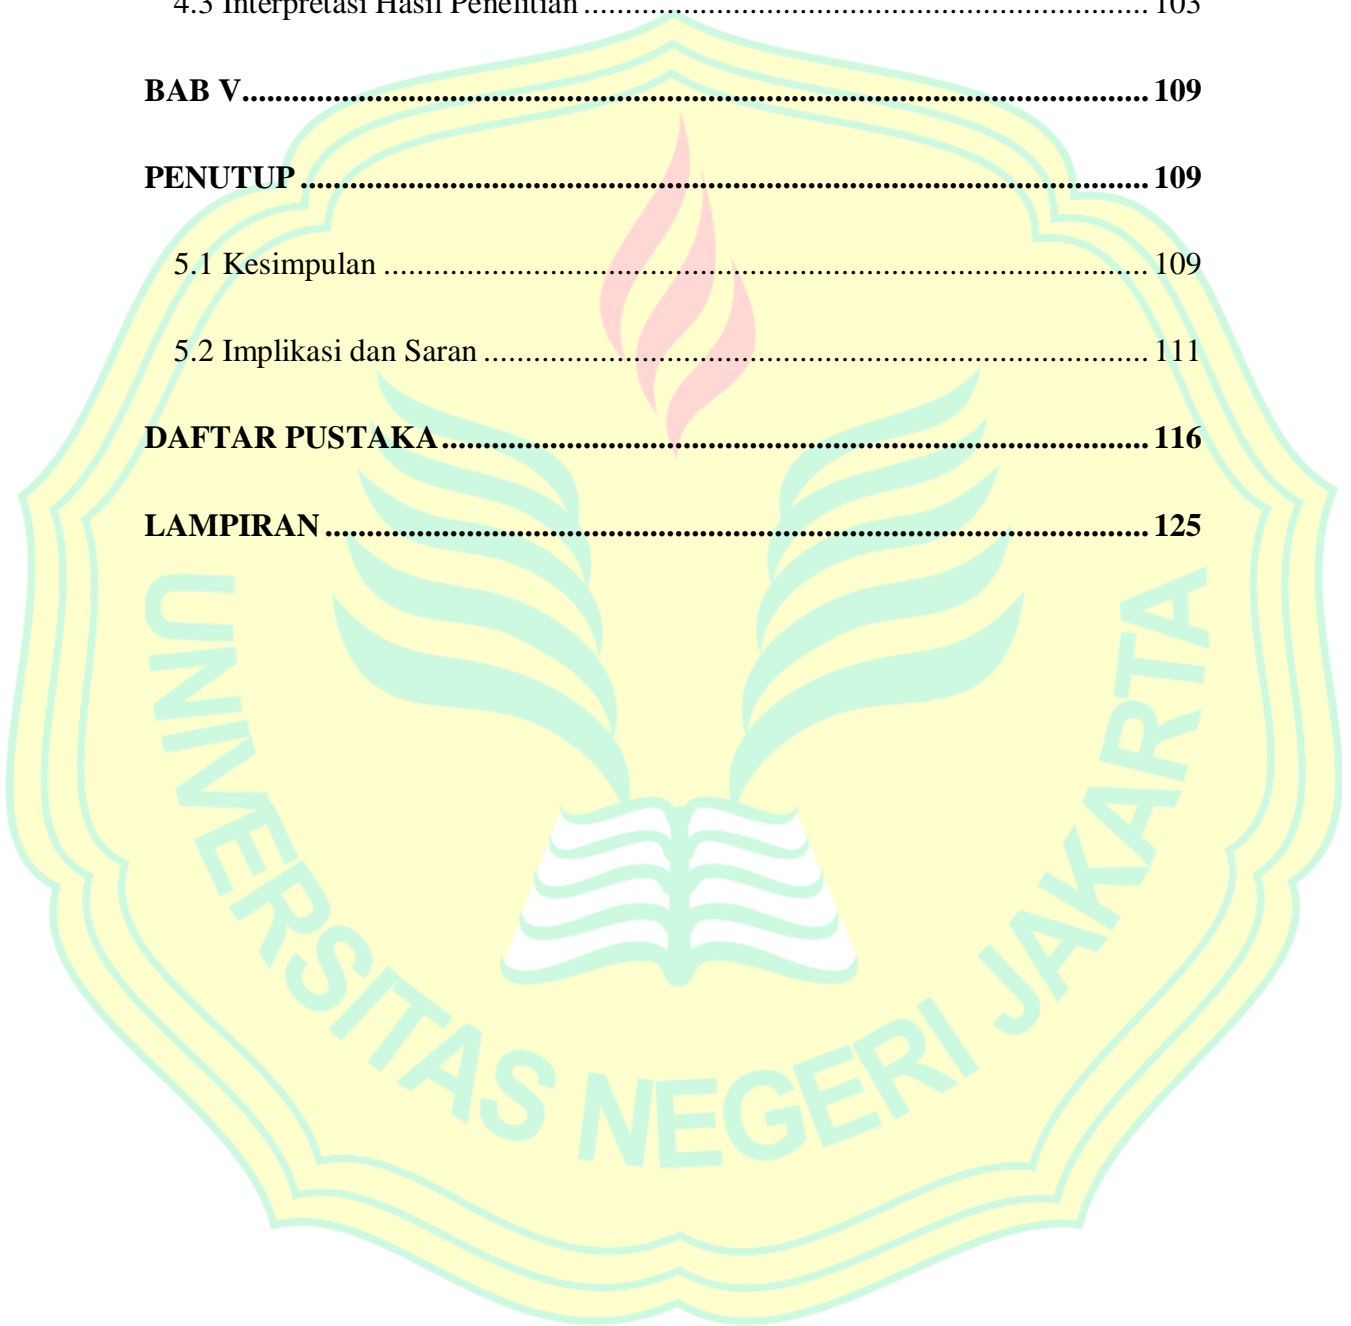 4.3 Interpretasi Hasil Penelitian ........................................................................ 103
BAB V................................................................................................................ 109
PENUTUP ......................................................................................................... 109
5.1 Kesimpulan ................................................................................................ 109
5.2 Implikasi dan Saran ................................................................................... 111
DAFTAR PUSTAKA....................................................................................... 116
LAMPIRAN ...................................................................................................... 125
UNIVERSITAS NEGERI JAKARTA